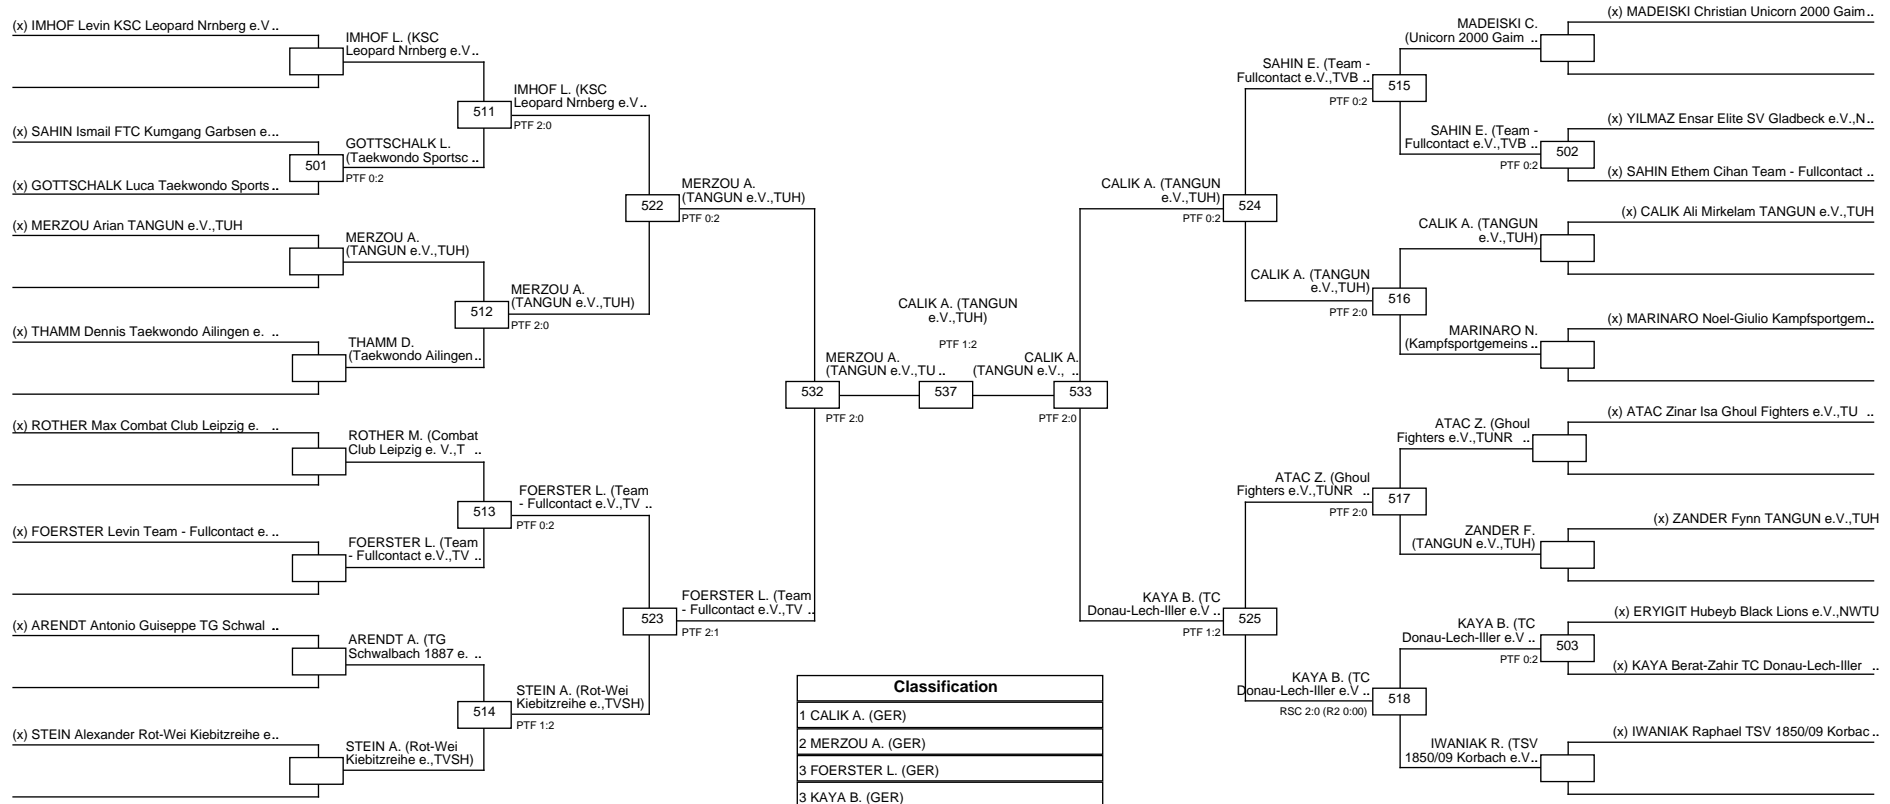 (x) IMHOF Levin KSC Leopard Nrnberg e.V ..
IMHOF L. (KSC
Leopard Nrnberg e.V ..
511
IMHOF L. (KSC
Leopard Nrnberg e.V ..
PTF 2:0
(x) SAHIN Ismail FTC Kumgang Garbsen e...
501
GOTTSCHALK L.
(Taekwondo Sportsc ..
PTF 0:2
(x) GOTTSCHALK Luca Taekwondo Sports ..
522
MERZOU A.
(TANGUN e.V.,TUH)
PTF 0:2
(x) MERZOU Arian TANGUN e.V.,TUH
MERZOU A.
(TANGUN e.V.,TUH)
512
MERZOU A.
(TANGUN e.V.,TUH)
PTF 2:0
(x) THAMM Dennis Taekwondo Ailingen e. ..
THAMM D.
(Taekwondo Ailingen ..
532
MERZOU A.
(TANGUN e.V.,TU ..
PTF 2:0
(x) ROTHER Max Combat Club Leipzig e. ..
ROTHER M. (Combat
Club Leipzig e. V.,T ..
513
FOERSTER L. (Team
- Fullcontact e.V.,TV ..
PTF 0:2
(x) FOERSTER Levin Team - Fullcontact e. ..
FOERSTER L. (Team
- Fullcontact e.V.,TV ..
523
FOERSTER L. (Team
- Fullcontact e.V.,TV ..
PTF 2:1
(x) ARENDT Antonio Guiseppe TG Schwal ..
ARENDT A. (TG
Schwalbach 1887 e. ..
514
STEIN A. (Rot-Wei
Kiebitzreihe e.,TVSH)
PTF 1:2
(x) STEIN Alexander Rot-Wei Kiebitzreihe e..
STEIN A. (Rot-Wei
Kiebitzreihe e.,TVSH)
CALIK A. (TANGUN
e.V.,TUH)
PTF 1:2
537
CALIK A.
(TANGUN e.V., ..
533
PTF 2:0
(x) MADEISKI Christian Unicorn 2000 Gaim ..
MADEISKI C.
(Unicorn 2000 Gaim ..
SAHIN E. (Team -
Fullcontact e.V.,TVB ..
515
PTF 0:2
(x) YILMAZ Ensar Elite SV Gladbeck e.V.,N..
SAHIN E. (Team -
Fullcontact e.V.,TVB ..
502
PTF 0:2
(x) SAHIN Ethem Cihan Team - Fullcontact ..
CALIK A. (TANGUN
e.V.,TUH)
524
PTF 0:2
(x) CALIK Ali Mirkelam TANGUN e.V.,TUH
CALIK A. (TANGUN
e.V.,TUH)
CALIK A. (TANGUN
e.V.,TUH)
516
PTF 2:0
(x) MARINARO Noel-Giulio Kampfsportgem..
MARINARO N.
(Kampfsportgemeins ..
(x) ATAC Zinar Isa Ghoul Fighters e.V.,TU ..
ATAC Z. (Ghoul
Fighters e.V.,TUNR ..
ATAC Z. (Ghoul
Fighters e.V.,TUNR ..
517
PTF 2:0
(x) ZANDER Fynn TANGUN e.V.,TUH
ZANDER F.
(TANGUN e.V.,TUH)
KAYA B. (TC
Donau-Lech-Iller e.V ..
525
PTF 1:2
(x) ERYIGIT Hubeyb Black Lions e.V.,NWTU
KAYA B. (TC
Donau-Lech-Iller e.V ..
503
PTF 0:2
(x) KAYA Berat-Zahir TC Donau-Lech-Iller ..
KAYA B. (TC
Donau-Lech-Iller e.V ..
518
RSC 2:0 (R2 0:00)
(x) IWANIAK Raphael TSV 1850/09 Korbac ..
IWANIAK R. (TSV
1850/09 Korbach e.V..
Classification
1 CALIK A. (GER)
2 MERZOU A. (GER)
3 FOERSTER L. (GER)
3 KAYA B. (GER)